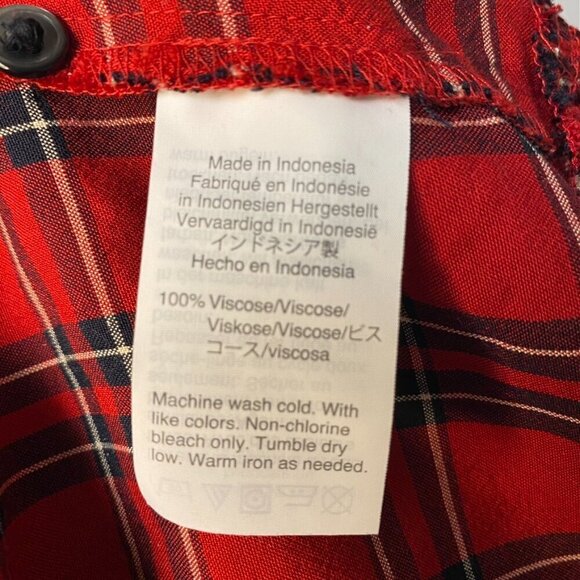 Made in Indonesia
Fabriqué en Indonésie
in Indonesien Hergestellt
Vervaardigd in Indonesië
インドネシア製
Hecho en Indonesia
100% Viscose/Viscose/
Viskose/Viscose/ビス
コース/viscosa
Machine wash cold. With
like colors. Non-chlorine
bleach only. Tumble dry
low. Warm iron as needed.